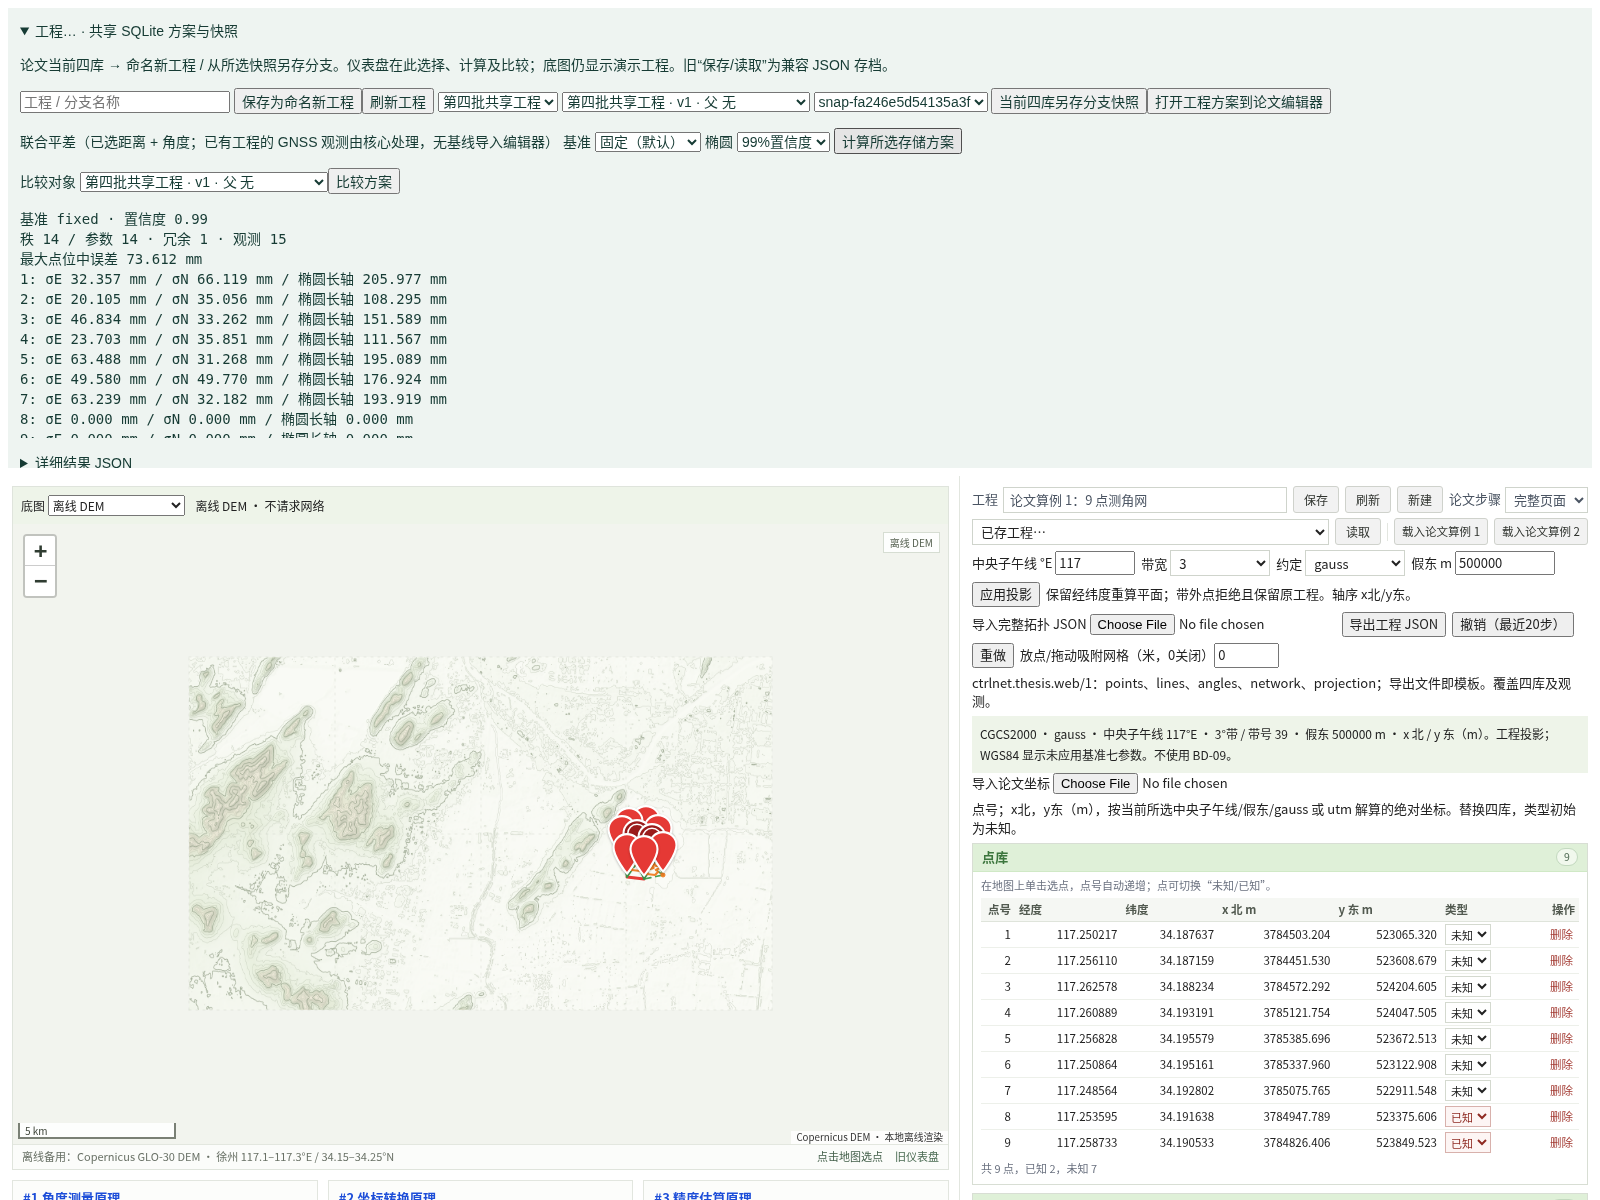 ▼ 工程… · 共享 SQLite 方案与快照
论文当前四库 → 命名新工程 / 从所选快照另存分支。仪表盘在此选择、计算及比较；底图仍显示演示工程。旧“保存/读取”为兼容 JSON 存档。
工程 / 分支名称 保存为命名新工程 刷新工程 第四批共享工程 第四批共享工程 · v1 · 父 无 snap-fa246e5d54135a3f 当前四库另存分支快照 打开工程方案到论文编辑器
联合平差（已选距离 + 角度；已有工程的 GNSS 观测由核心处理，无基线导入编辑器） 基准 固定（默认） 椭圆 99%置信度 计算所选存储方案
比较对象 第四批共享工程 · v1 · 父 无 比较方案
基准 fixed · 置信度 0.99
秩 14 / 参数 14 · 冗余 1 · 观测 15
最大点位中误差 73.612 mm
1: σE 32.357 mm / σN 66.119 mm / 椭圆长轴 205.977 mm
2: σE 20.105 mm / σN 35.056 mm / 椭圆长轴 108.295 mm
3: σE 46.834 mm / σN 33.262 mm / 椭圆长轴 151.589 mm
4: σE 23.703 mm / σN 35.851 mm / 椭圆长轴 111.567 mm
5: σE 63.488 mm / σN 31.268 mm / 椭圆长轴 195.089 mm
6: σE 49.580 mm / σN 49.770 mm / 椭圆长轴 176.924 mm
7: σE 63.239 mm / σN 32.182 mm / 椭圆长轴 193.919 mm
8: σE 0.000 mm / σN 0.000 mm / 椭圆长轴 0.000 mm
9: σE 0.000 mm / σN 0.000 mm / 椭圆长轴 0.000 mm
▶ 详细结果 JSON
底图 离线 DEM 离线 DEM · 不请求网络
+
−
离线 DEM
5 km
Copernicus DEM · 本地离线渲染
离线备用：Copernicus GLO-30 DEM · 徐州 117.1–117.3°E / 34.15–34.25°N 点击地图选点 旧仪表盘
#1 角度测量原理
#2 坐标转换原理
#3 精度估算原理
工程 论文算例 1：9 点测角网 保存 刷新 新建 论文步骤 完整页面
已存工程… 读取 载入论文算例 1 载入论文算例 2
中央子午线 °E 117 带宽 3 约定 gauss 假东 m 500000
应用投影 保留经纬度重算平面；带外点拒绝且保留原工程。轴序 x北/y东。
导入完整拓扑 JSON Choose File No file chosen 导出工程 JSON 撤销（最近20步）
重做 放点/拖动吸附网格（米，0关闭） 0
ctrlnet.thesis.web/1：points、lines、angles、network、projection；导出文件即模板。覆盖四库及观
测。
CGCS2000 · gauss · 中央子午线 117°E · 3°带 / 带号 39 · 假东 500000 m · x 北 / y 东（m）。工程投影；
WGS84 显示未应用基准七参数。不使用 BD-09。
导入论文坐标 Choose File No file chosen
点号；x北，y东（m），按当前所选中央子午线/假东/gauss 或 utm 解算的绝对坐标。替换四库，类型初始
为未知。
点库 9
在地图上单击选点，点号自动递增；点可切换“未知/已知”。
点号 经度 纬度 x 北 m y 东 m 类型 操作
1 117.250217 34.187637 3784503.204 523065.320 未知 删除
2 117.256110 34.187159 3784451.530 523608.679 未知 删除
3 117.262578 34.188234 3784572.292 524204.605 未知 删除
4 117.260889 34.193191 3785121.754 524047.505 未知 删除
5 117.256828 34.195579 3785385.696 523672.513 未知 删除
6 117.250864 34.195161 3785337.960 523122.908 未知 删除
7 117.248564 34.192802 3785075.765 522911.548 未知 删除
8 117.253595 34.191638 3784947.789 523375.606 已知 删除
9 117.258733 34.190533 3784826.406 523849.523 已知 删除
共 9 点，已知 2，未知 7